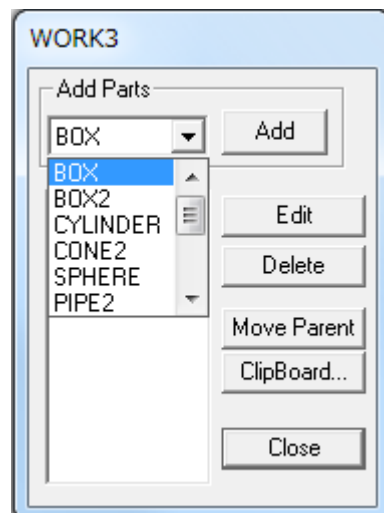 WORK3
Add Parts
BOX
Add
BOX
BOX2
CYLINDER
CONE2
SPHERE
PIPE2
Edit
Delete
Move Parent
ClipBoard...
Close